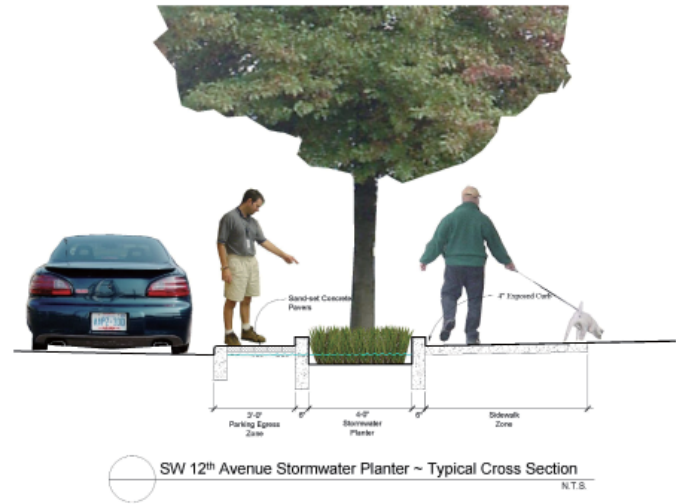 Sand-set Concrete
Pavers
4" Exposed Curb
3'-0"
Parking Egress
Zone
6"
4-0"
Stormwater
Planter
6"
Sidewalk
Zone
SW 12th Avenue Stormwater Planter ~ Typical Cross Section
N.T.S.